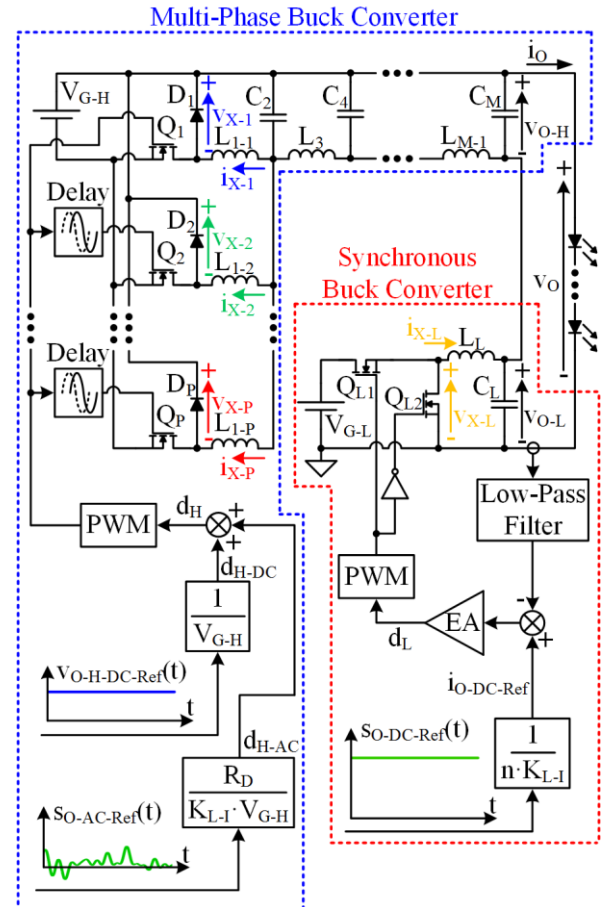 Multi-Phase Buck Converter
i_O
V_G-H
D_1
v_X-1
C_2
C_4
C_M
v_O-H
Q_1
L_1-1
L_3
L_M-1
i_X-1
Delay
D_2
v_X-2
Q_2
L_1-2
i_X-2
Synchronous
Buck Converter
v_O
i_X-L
L_L
Delay
D_P
v_X-P
Q_P
L_1-P
i_X-P
Q_L1
Q_L2
V_G-L
v_X-L
C_L
v_O-L
Low-Pass
Filter
PWM
d_H
d_H-DC
1
V_G-H
PWM
d_L
EA
i_O-DC-Ref
v_O-H-DC-Ref(t)
t
d_H-AC
s_O-DC-Ref(t)
t
1
n·K_L-I
R_D
K_L-I·V_G-H
s_O-AC-Ref(t)
t